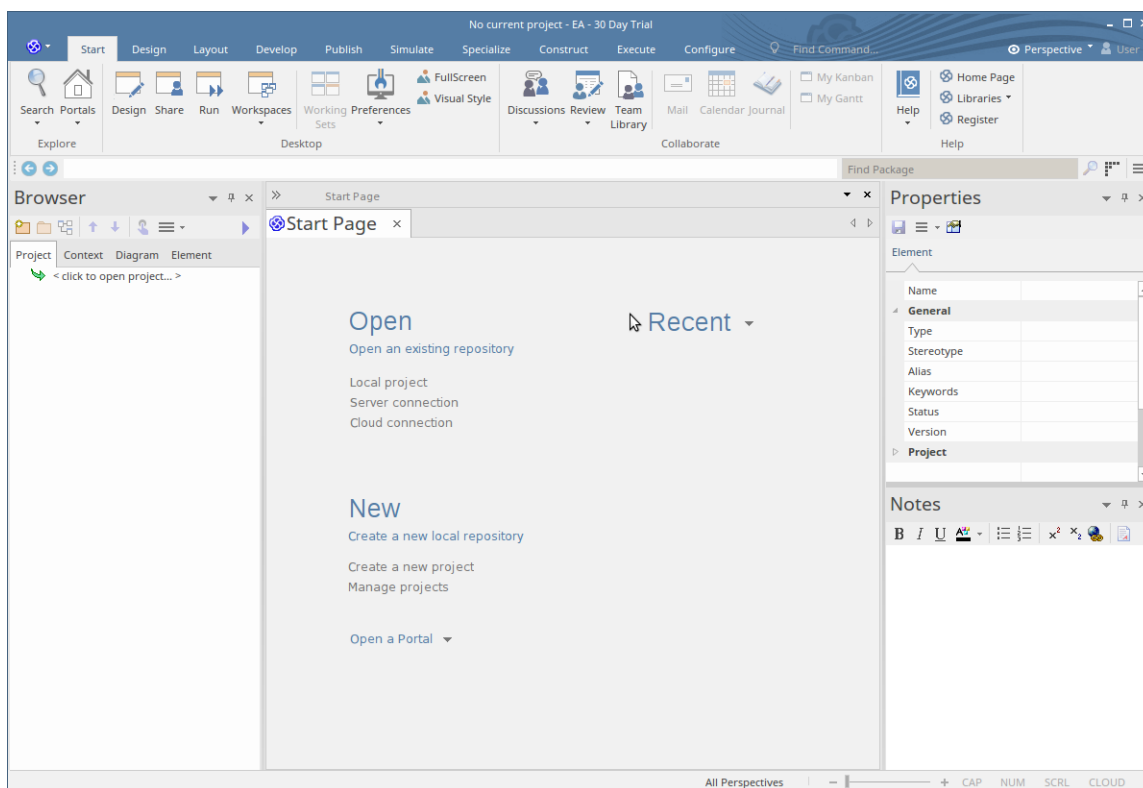 No current project - EA - 30 Day Trial
Start Design Layout Develop Publish Simulate Specialize Construct Execute Configure Find Command... Perspective User
Search Portals Design Share Run Workspaces Working Sets Preferences FullScreen Visual Style Discussions Review Team Library Mail Calendar Journal My Kanban My Gantt Help Home Page Libraries Register
Explore Desktop Collaborate Help
Find Package
Browser
Project Context Diagram Element
< click to open project... >
Start Page
Start Page
Open
Open an existing repository
Local project
Server connection
Cloud connection
Recent
New
Create a new local repository
Create a new project
Manage projects
Open a Portal
Properties
Element
Name
General
Type
Stereotype
Alias
Keywords
Status
Version
Project
Notes
B I U A x² x₂
All Perspectives CAP NUM SCRL CLOUD